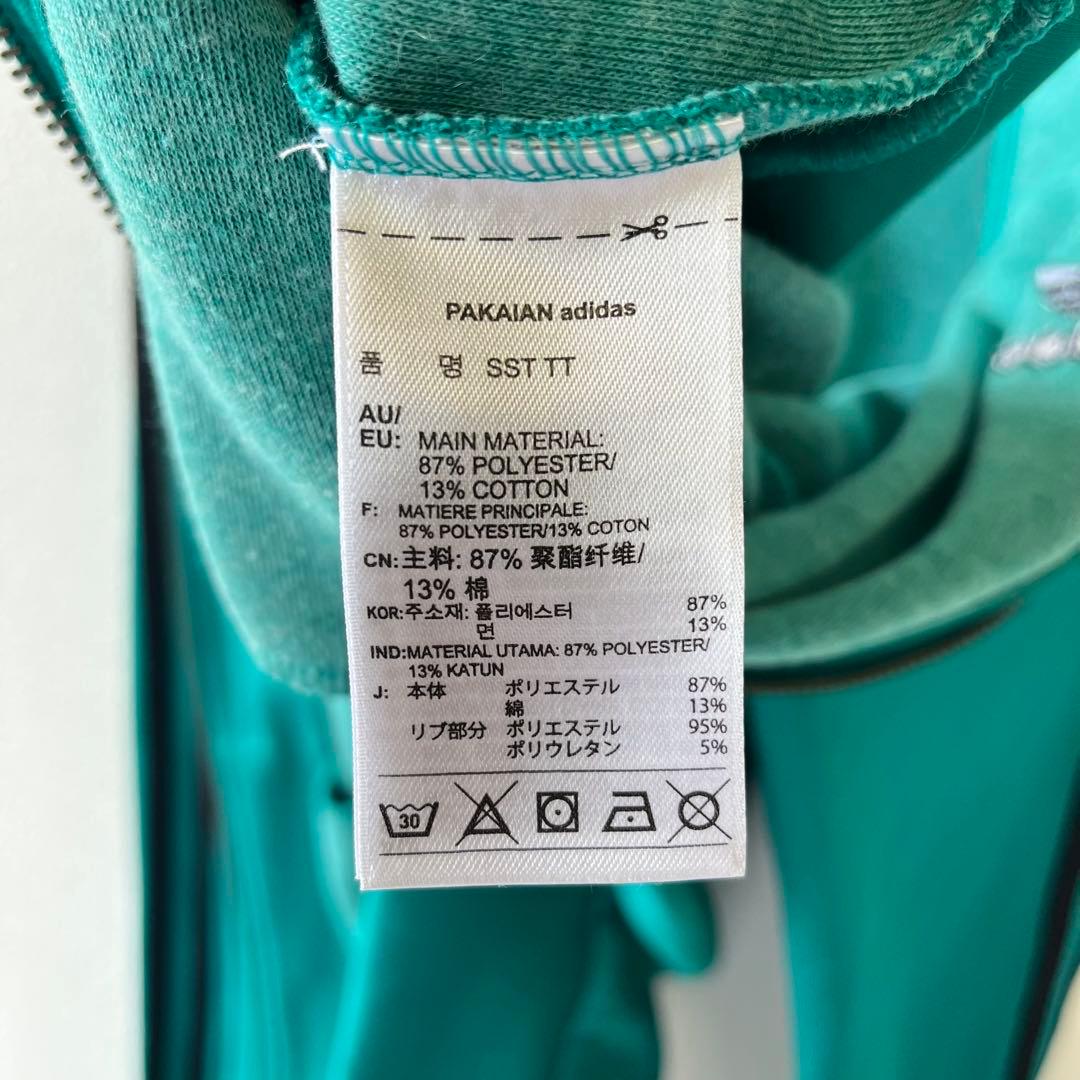 PAKAIAN adidas
품 명 SST TT
AU/
EU: MAIN MATERIAL:
87% POLYESTER/
13% COTTON
F: MATIERE PRINCIPALE:
87% POLYESTER/13% COTON
CN:主料: 87% 聚酯纤维/
13% 棉
KOR:주소재: 폴리에스터 87%
면 13%
IND:MATERIAL UTAMA: 87% POLYESTER/
13% KATUN
J: 本体 ポリエステル 87%
綿 13%
リブ部分 ポリエステル 95%
ポリウレタン 5%
30